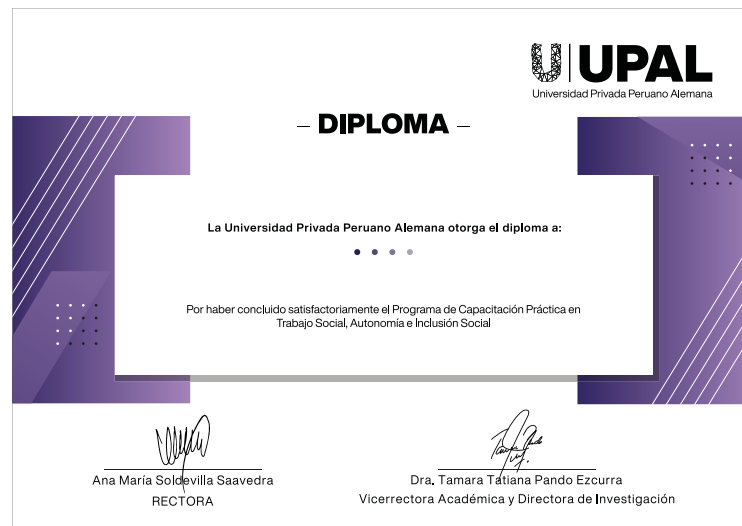 UPAL
Universidad Privada Peruano Alemana
– DIPLOMA –
La Universidad Privada Peruano Alemana otorga el diploma a:
Por haber concluido satisfactoriamente el Programa de Capacitación Práctica en
Trabajo Social, Autonomía e Inclusión Social
Ana María Soldevilla Saavedra
RECTORA
Dra. Tamara Tatiana Pando Ezcurra
Vicerrectora Académica y Directora de Investigación